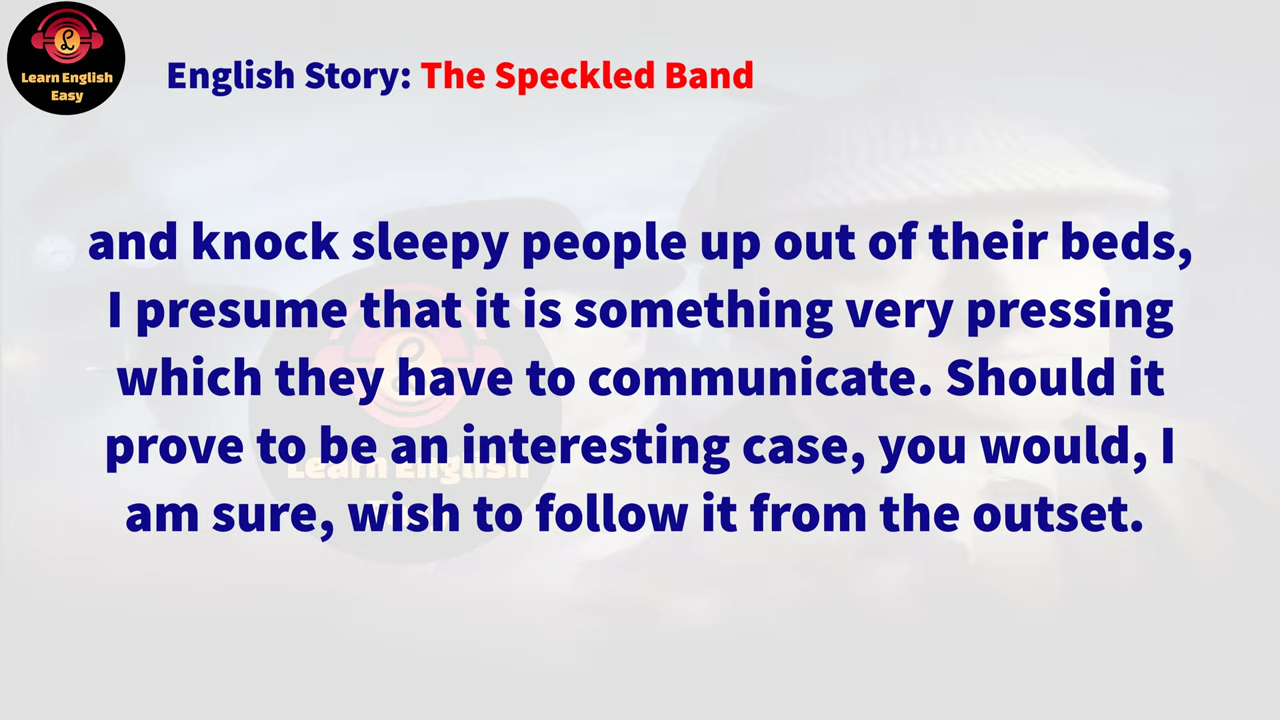 Learn English
Easy
English Story: The Speckled Band
and knock sleepy people up out of their beds,
I presume that it is something very pressing
which they have to communicate. Should it
prove to be an interesting case, you would, I
am sure, wish to follow it from the outset.
Learn English